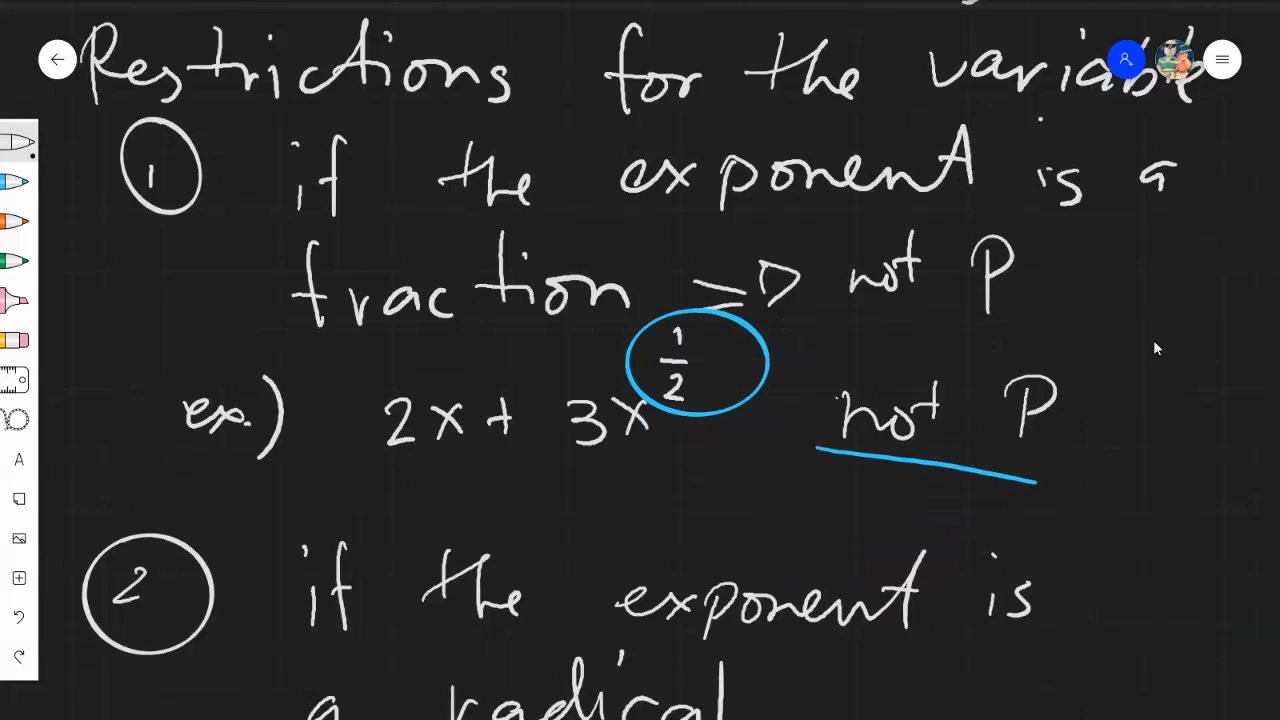 Restrictions for the variable
1 if the exponent is a
fraction => not P
ex.) 2x + 3x^1/2 not P
2 if the exponent is
a radical